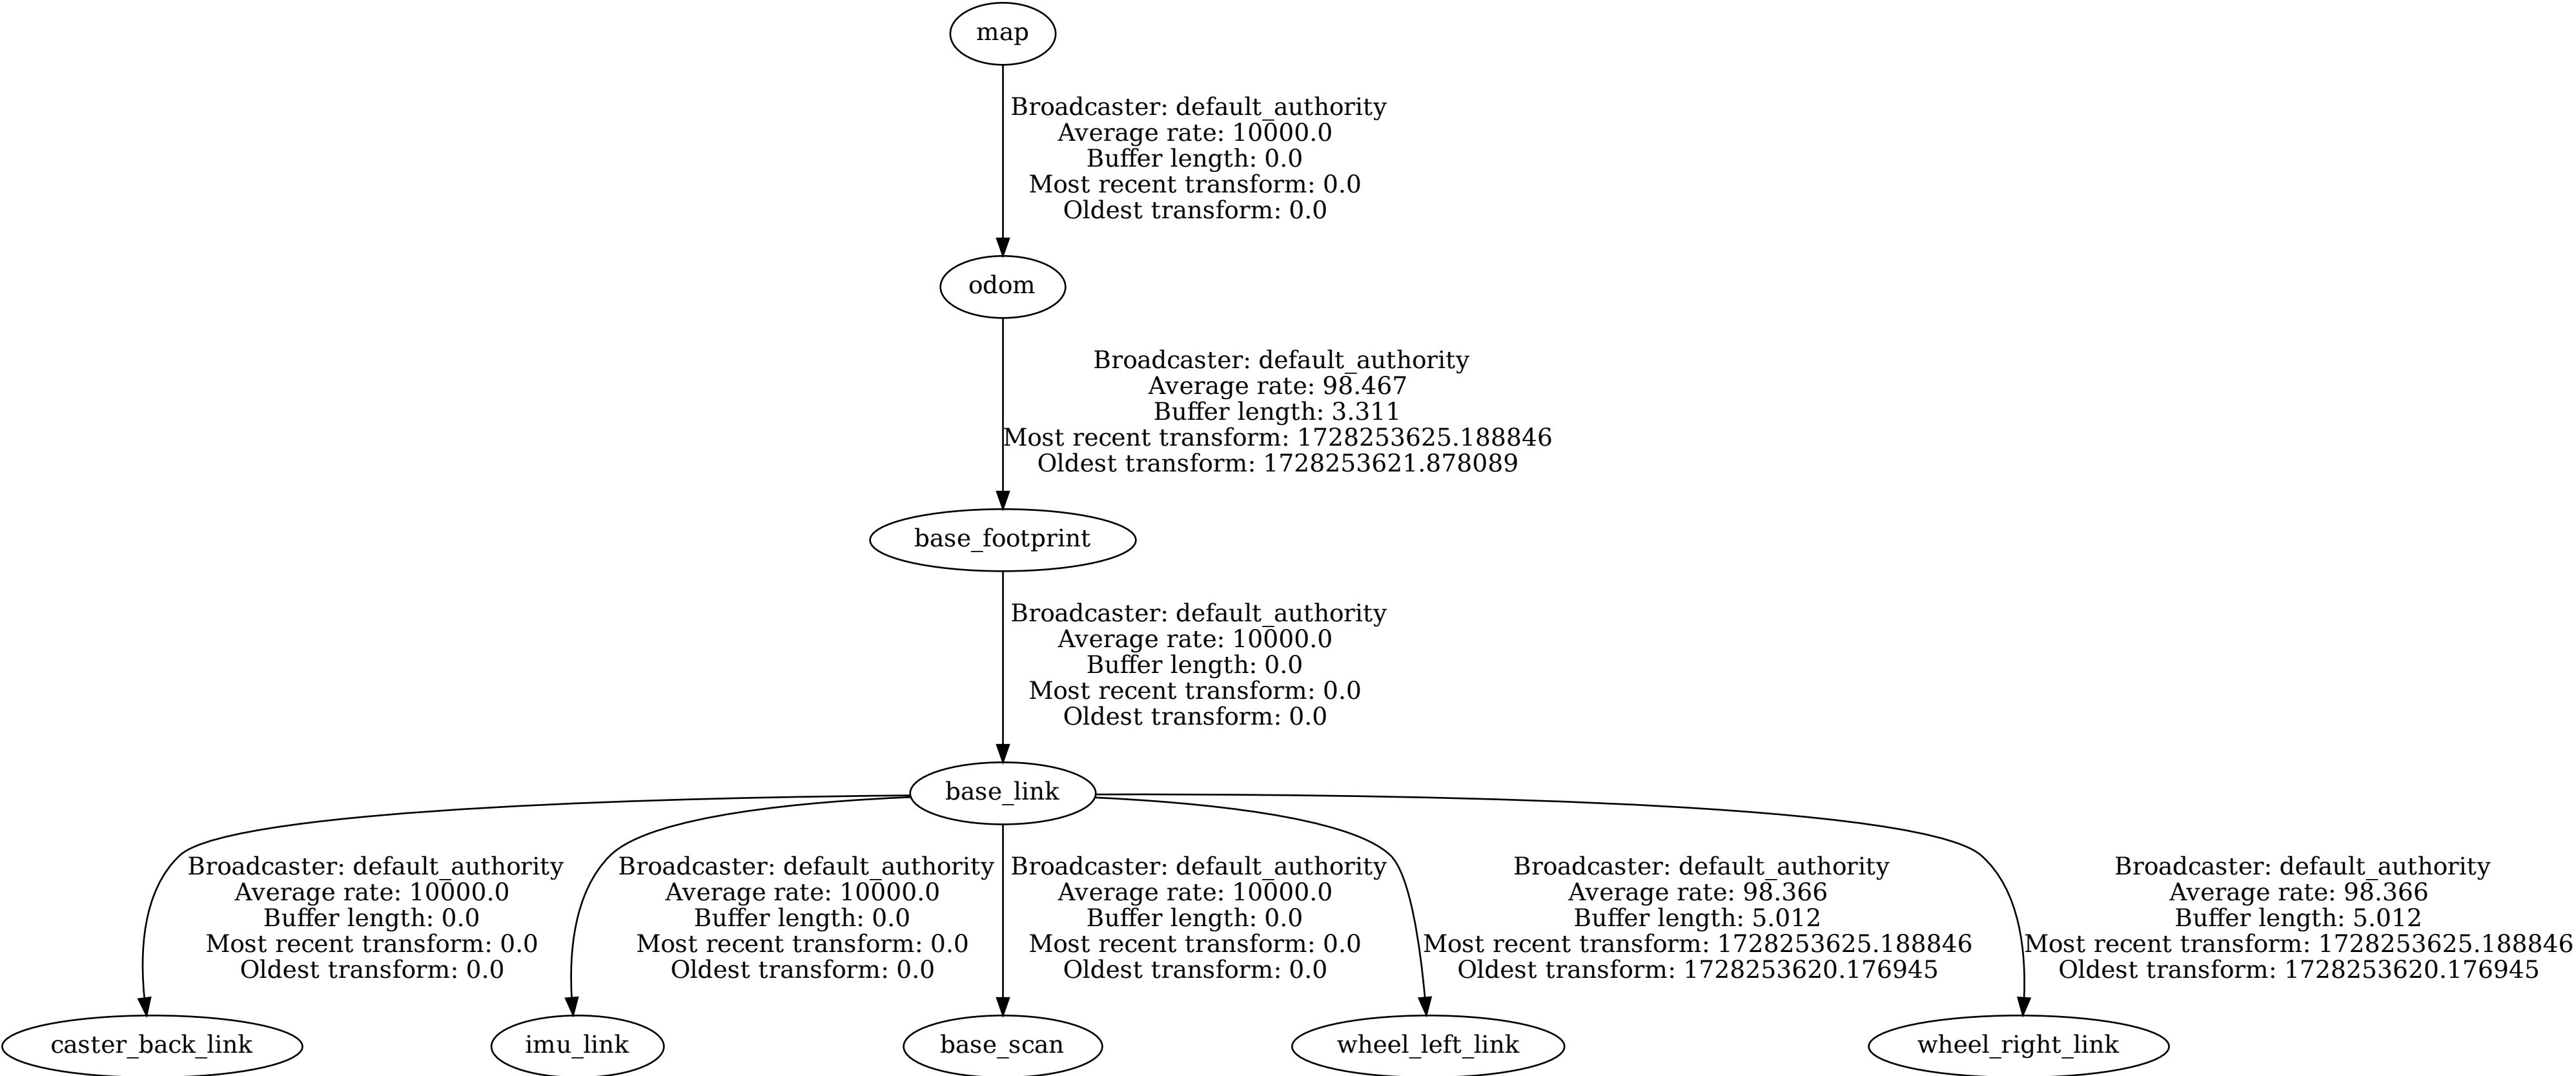 map
Broadcaster: default_authority
Average rate: 10000.0
Buffer length: 0.0
Most recent transform: 0.0
Oldest transform: 0.0
odom
Broadcaster: default_authority
Average rate: 98.467
Buffer length: 3.311
Most recent transform: 1728253625.188846
Oldest transform: 1728253621.878089
base_footprint
Broadcaster: default_authority
Average rate: 10000.0
Buffer length: 0.0
Most recent transform: 0.0
Oldest transform: 0.0
base_link
Broadcaster: default_authority
Average rate: 10000.0
Buffer length: 0.0
Most recent transform: 0.0
Oldest transform: 0.0
Broadcaster: default_authority
Average rate: 10000.0
Buffer length: 0.0
Most recent transform: 0.0
Oldest transform: 0.0
Broadcaster: default_authority
Average rate: 10000.0
Buffer length: 0.0
Most recent transform: 0.0
Oldest transform: 0.0
Broadcaster: default_authority
Average rate: 98.366
Buffer length: 5.012
Most recent transform: 1728253625.188846
Oldest transform: 1728253620.176945
Broadcaster: default_authority
Average rate: 98.366
Buffer length: 5.012
Most recent transform: 1728253625.188846
Oldest transform: 1728253620.176945
caster_back_link
imu_link
base_scan
wheel_left_link
wheel_right_link